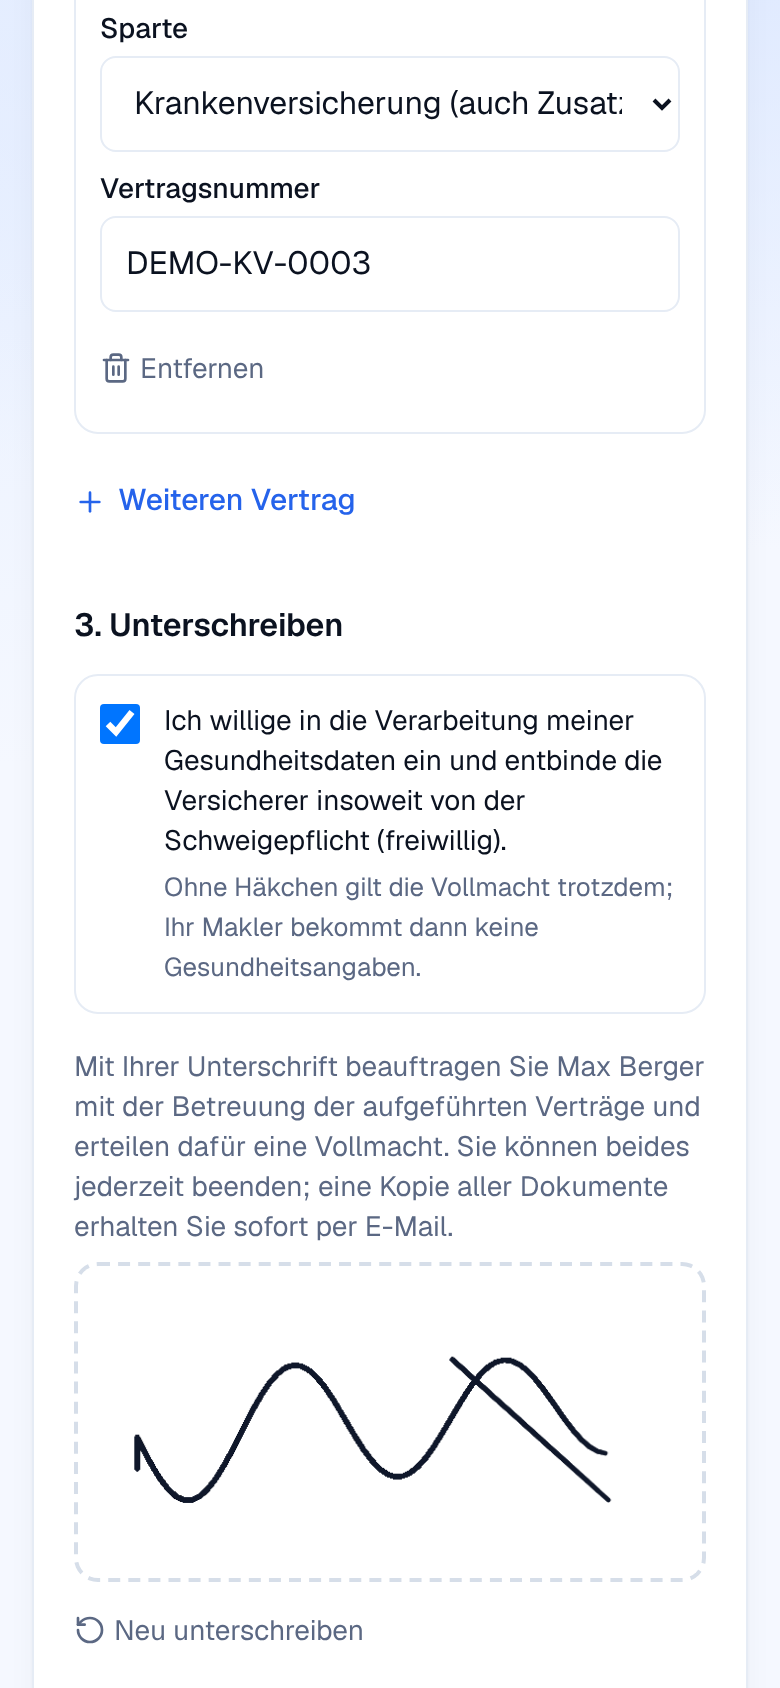 Sparte
Krankenversicherung (auch Zusat
Vertragsnummer
DEMO-KV-0003
Entfernen
Weiteren Vertrag
3. Unterschreiben
Ich willige in die Verarbeitung meiner
Gesundheitsdaten ein und entbinde die
Versicherer insoweit von der
Schweigepflicht (freiwillig).
Ohne Häkchen gilt die Vollmacht trotzdem;
Ihr Makler bekommt dann keine
Gesundheitsangaben.
Mit Ihrer Unterschrift beauftragen Sie Max Berger
mit der Betreuung der aufgeführten Verträge und
erteilen dafür eine Vollmacht. Sie können beides
jederzeit beenden; eine Kopie aller Dokumente
erhalten Sie sofort per E-Mail.
Neu unterschreiben